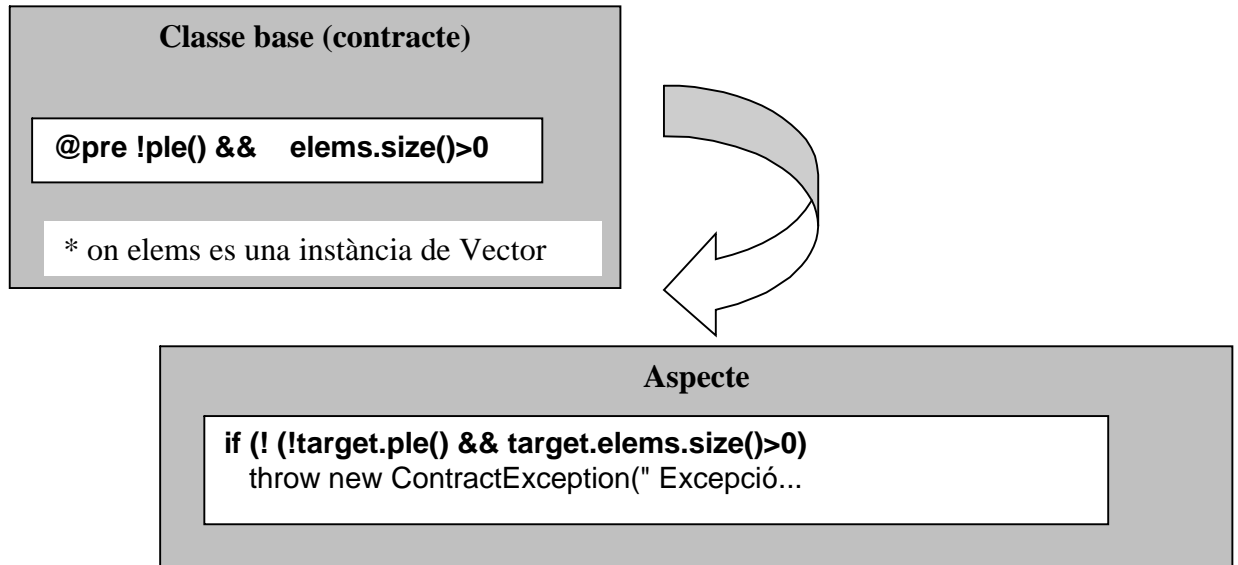 Classe base (contracte)
@pre !ple() && elems.size()>0
* on elems es una instància de Vector
Aspecte
if (! (!target.ple() && target.elems.size()>0)
throw new ContractException(" Excepció...